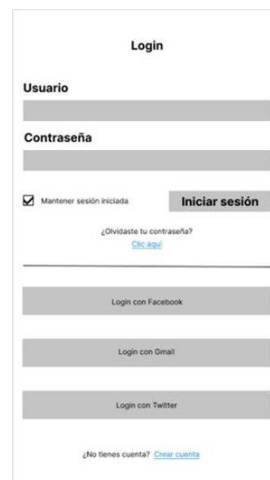 Login
Usuario
Contraseña
Mantener sesión iniciada
Iniciar sesión
¿Olvidaste tu contraseña?
Clic aquí
Login con Facebook
Login con Gmail
Login con Twitter
¿No tienes cuenta? Crear cuenta